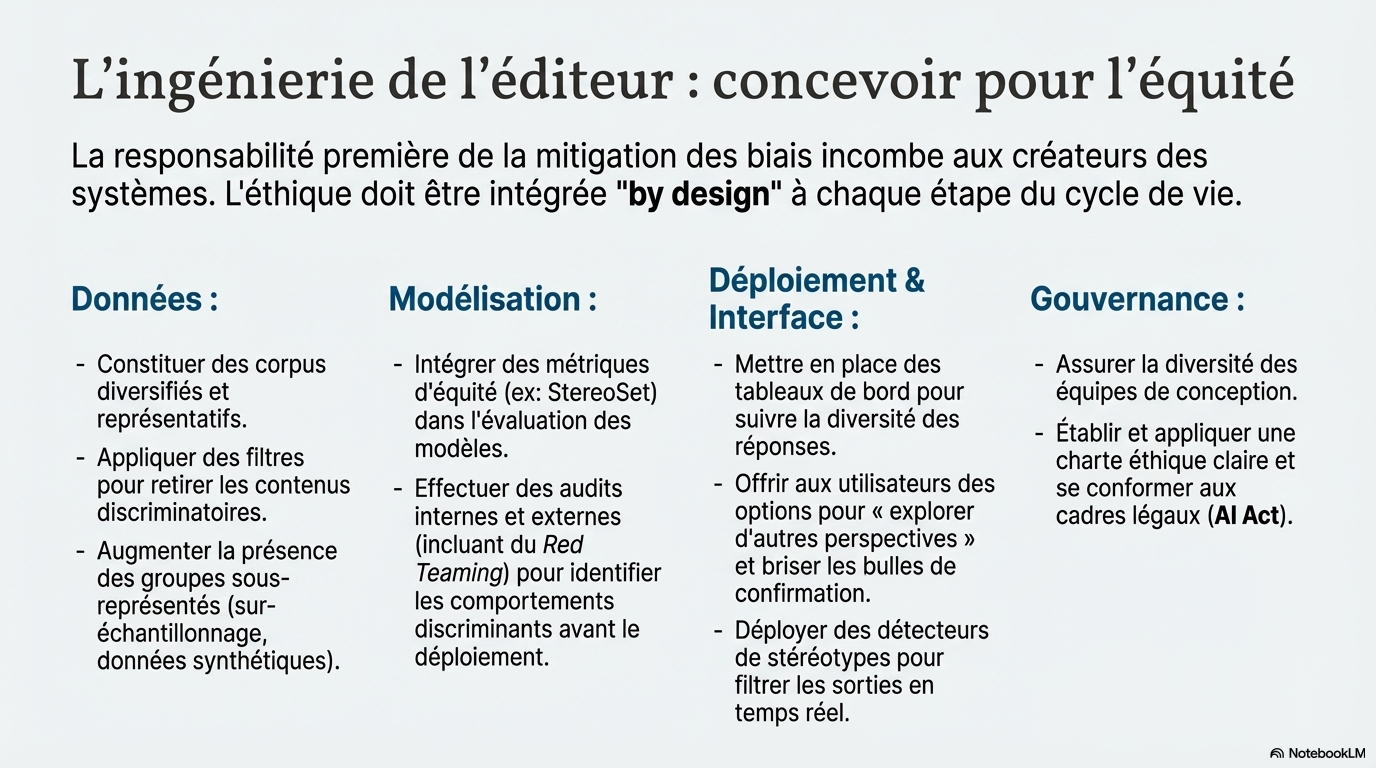 L’ingénierie de l’éditeur : concevoir pour l’équité
La responsabilité première de la mitigation des biais incombe aux créateurs des
systèmes. L'éthique doit être intégrée "by design" à chaque étape du cycle de vie.
Données :
- Constituer des corpus
diversifiés et
représentatifs.
- Appliquer des filtres
pour retirer les contenus
discriminatoires.
- Augmenter la présence
des groupes sous-
représentés (sur-
échantillonnage,
données synthétiques).
Modélisation :
- Intégrer des métriques
d'équité (ex: StereoSet)
dans l'évaluation des
modèles.
- Effectuer des audits
internes et externes
(incluant du Red
Teaming) pour identifier
les comportements
discriminants avant le
déploiement.
Déploiement &
Interface :
- Mettre en place des
tableaux de bord pour
suivre la diversité des
réponses.
- Offrir aux utilisateurs des
options pour « explorer
d'autres perspectives »
et briser les bulles de
confirmation.
- Déployer des détecteurs
de stéréotypes pour
filtrer les sorties en
temps réel.
Gouvernance :
- Assurer la diversité des
équipes de conception.
- Établir et appliquer une
charte éthique claire et
se conformer aux
cadres légaux (AI Act).
NotebookLM